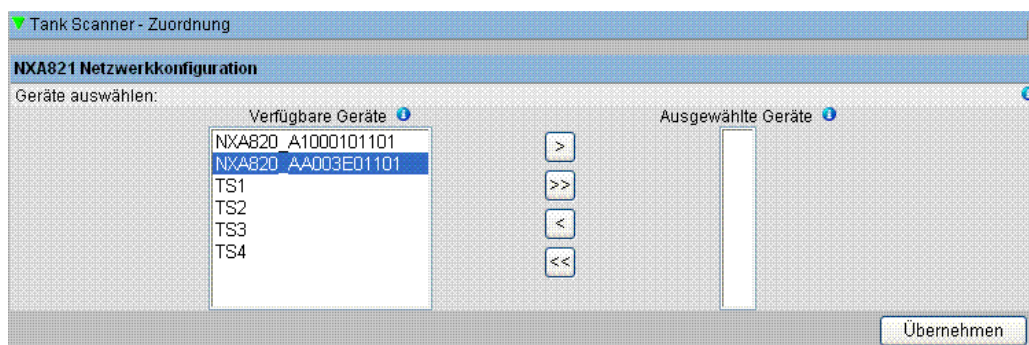 Tank Scanner - Zuordnung
NXA821 Netzwerkkonfiguration
Geräte auswählen:
Verfügbare Geräte
Ausgewählte Geräte
NXA820_A1000101101
NXA820_AA003E01101
TS1
TS2
TS3
TS4
>
>>
<
<<
Übernehmen